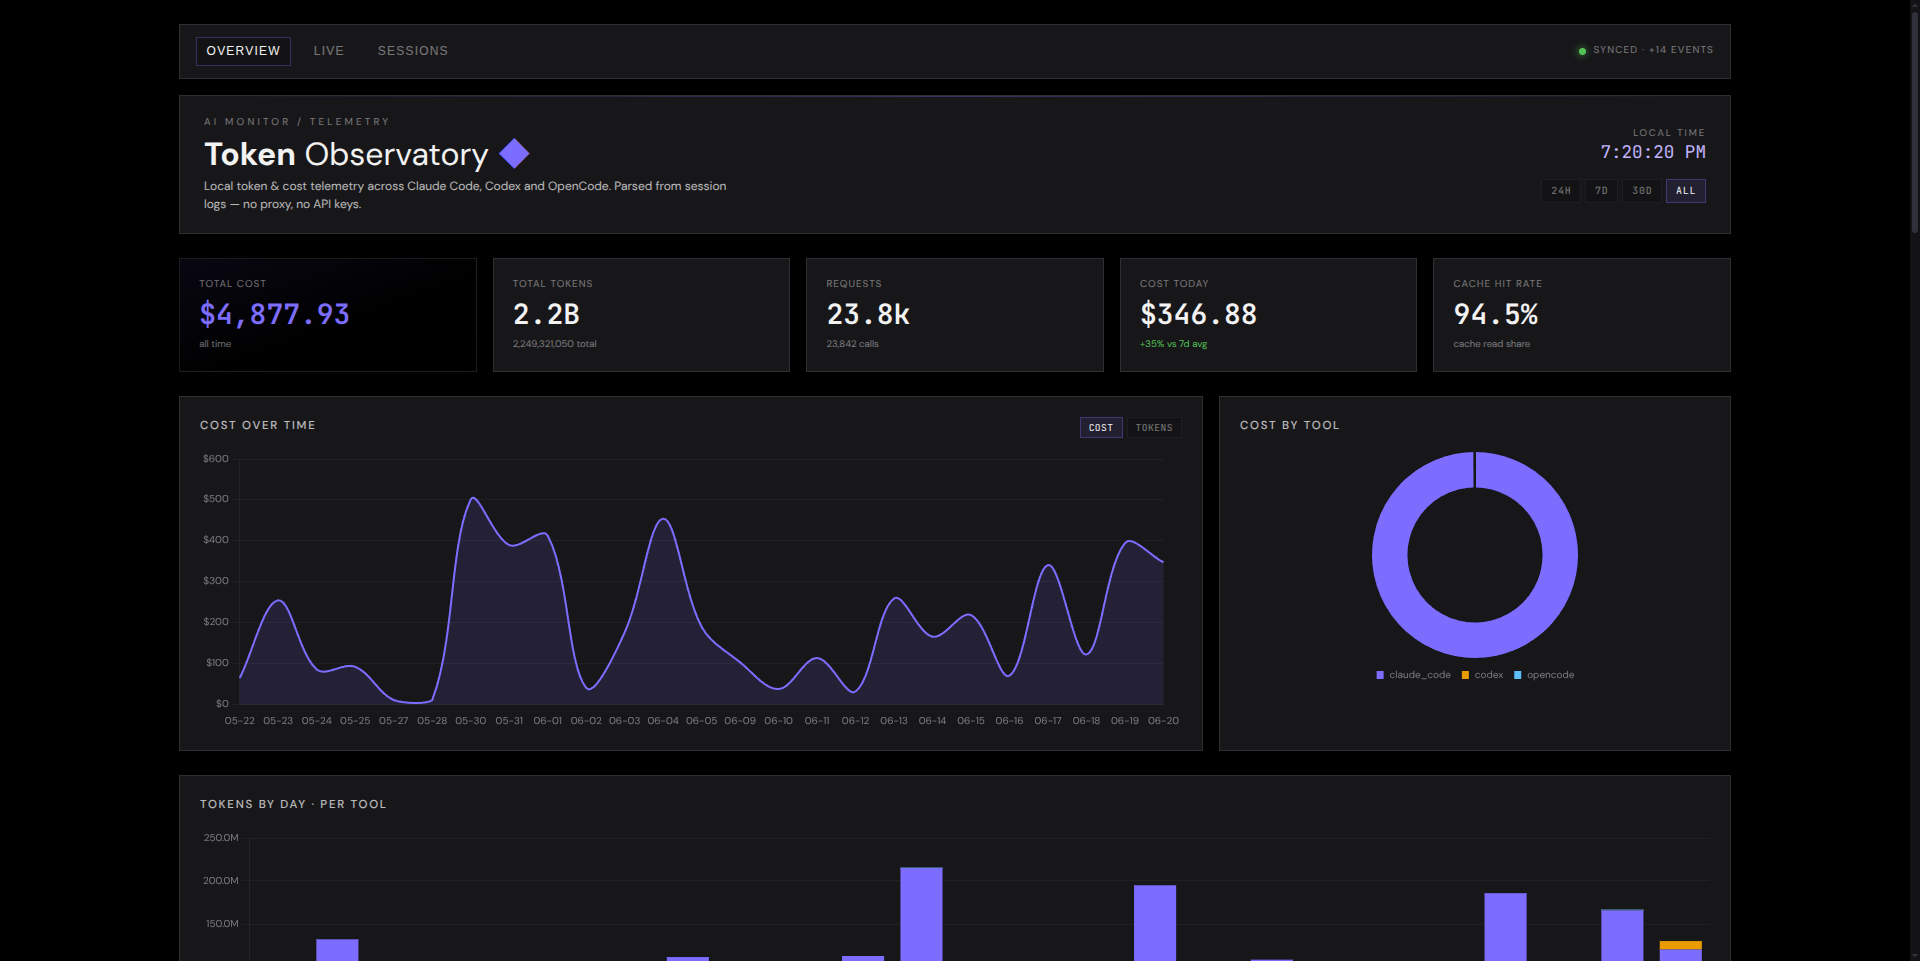 OVERVIEW LIVE SESSIONS SYNCED · +14 EVENTS
AI MONITOR / TELEMETRY
Token Observatory
Local token & cost telemetry across Claude Code, Codex and OpenCode. Parsed from session
logs — no proxy, no API keys.
LOCAL TIME
7:20:20 PM
24H 7D 30D ALL
TOTAL COST
$4,877.93
all time
TOTAL TOKENS
2.2B
2,249,321,050 total
REQUESTS
23.8k
23,842 calls
COST TODAY
$346.88
+35% vs 7d avg
CACHE HIT RATE
94.5%
cache read share
COST OVER TIME
COST TOKENS
$600
$500
$400
$300
$200
$100
$0
05-22 05-23 05-24 05-25 05-27 05-28 05-30 05-31 06-01 06-02 06-03 06-04 06-05 06-09 06-10 06-11 06-12 06-13 06-14 06-15 06-16 06-17 06-18 06-19 06-20
COST BY TOOL
claude_code codex opencode
TOKENS BY DAY · PER TOOL
250.0M
200.0M
150.0M